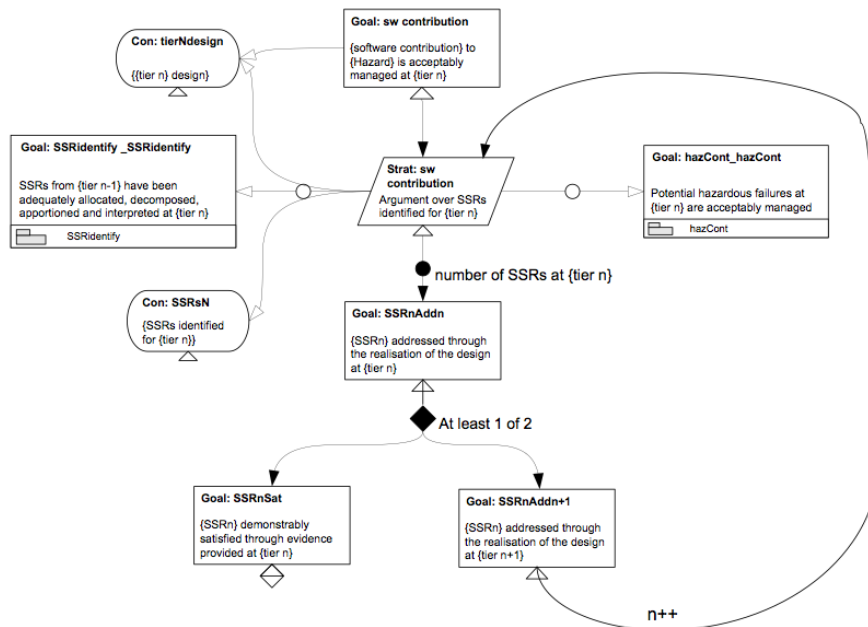 Goal: sw contribution
{software contribution} to
{Hazard} is acceptably
managed at {tier n}
Con: tierNdesign
{{tier n} design}
Goal: SSRidentify _SSRidentify
SSRs from {tier n-1} have been
adequately allocated, decomposed,
apportioned and interpreted at {tier n}
SSRidentify
Strat: sw
contribution
Argument over SSRs
identified for {tier n}
Goal: hazCont_hazCont
Potential hazardous failures at
{tier n} are acceptably managed
hazCont
number of SSRs at {tier n}
Con: SSRsN
{SSRs identified
for {tier n}}
Goal: SSRnAddn
{SSRn} addressed through
the realisation of the design
at {tier n}
At least 1 of 2
Goal: SSRnSat
{SSRn} demonstrably
satisfied through evidence
provided at {tier n}
Goal: SSRnAddn+1
{SSRn} addressed through
the realisation of the design
at {tier n+1}
n++